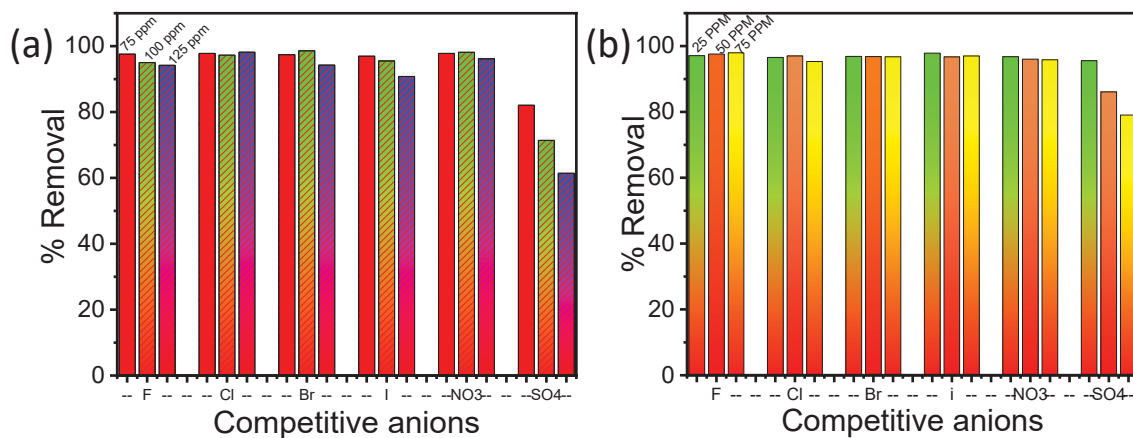 (a)
% Removal
100
80
60
40
20
0
75 ppm
100 ppm
125 ppm
-- F -- -- -- Cl -- -- -- Br -- -- -- I -- -- --NO3-- -- --SO4--
Competitive anions
(b)
% Removal
100
80
60
40
20
0
25 PPM
50 PPM
75 PPM
-- F -- -- -- Cl -- -- -- Br -- -- -- i -- -- --NO3-- -- --SO4--
Competitive anions